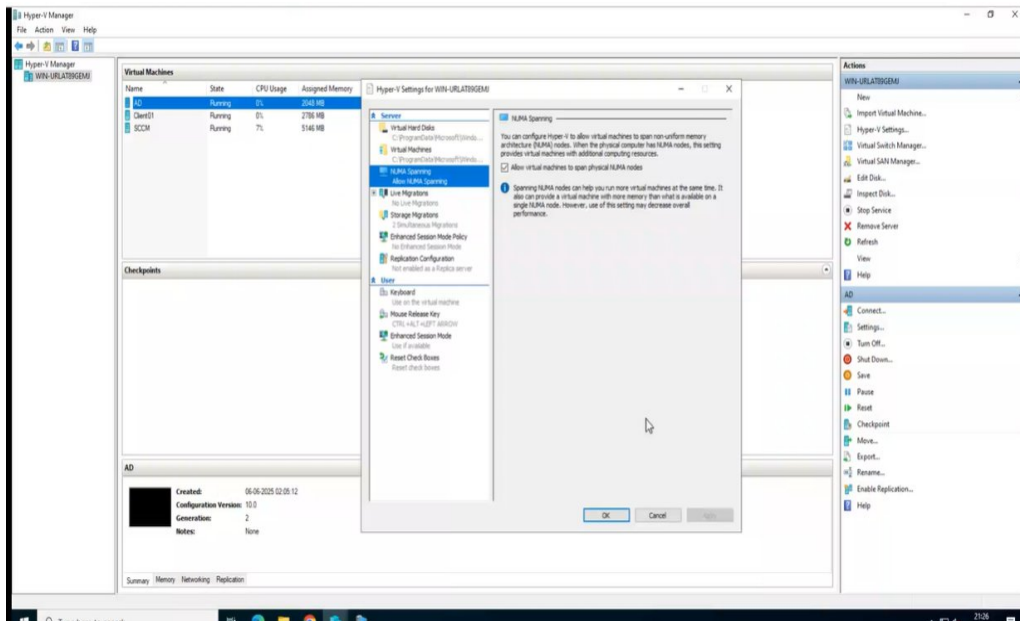 Hyper-V Manager
File Action View Help
Hyper-V Manager
WIN-URLAT89GEMJ
Virtual Machines
Name State CPU Usage Assigned Memory
AD Running 0% 2048 MB
Client01 Running 0% 2786 MB
SCCM Running 7% 5146 MB
Checkpoints
AD
Created: 06-06-2025 02:05:12
Configuration Version: 10.0
Generation: 2
Notes: None
Summary Memory Networking Replication
Hyper-V Settings for WIN-URLAT89GEMJ
Server
Virtual Hard Disks
C:\ProgramData\Microsoft\Windo...
Virtual Machines
C:\ProgramData\Microsoft\Windo...
NUMA Spanning
Allow NUMA Spanning
Live Migrations
No Live Migrations
Storage Migrations
2 Simultaneous Migrations
Enhanced Session Mode Policy
No Enhanced Session Mode
Replication Configuration
Not enabled as a Replica server
User
Keyboard
Use on the virtual machine
Mouse Release Key
CTRL+ALT+LEFT ARROW
Enhanced Session Mode
Use if available
Reset Check Boxes
Reset check boxes
NUMA Spanning
You can configure Hyper-V to allow virtual machines to span non-uniform memory
architecture (NUMA) nodes. When the physical computer has NUMA nodes, this setting
provides virtual machines with additional computing resources.
Allow virtual machines to span physical NUMA nodes
Spanning NUMA nodes can help you run more virtual machines at the same time. It
also can provide a virtual machine with more memory than what is available on a
single NUMA node. However, use of this setting may decrease overall
performance.
OK Cancel Apply
Actions
WIN-URLAT89GEMJ
New
Import Virtual Machine...
Hyper-V Settings...
Virtual Switch Manager...
Virtual SAN Manager...
Edit Disk...
Inspect Disk...
Stop Service
Remove Server
Refresh
View
Help
AD
Connect...
Settings...
Turn Off...
Shut Down...
Save
Pause
Reset
Checkpoint
Move...
Export...
Rename...
Enable Replication...
Help
21:26